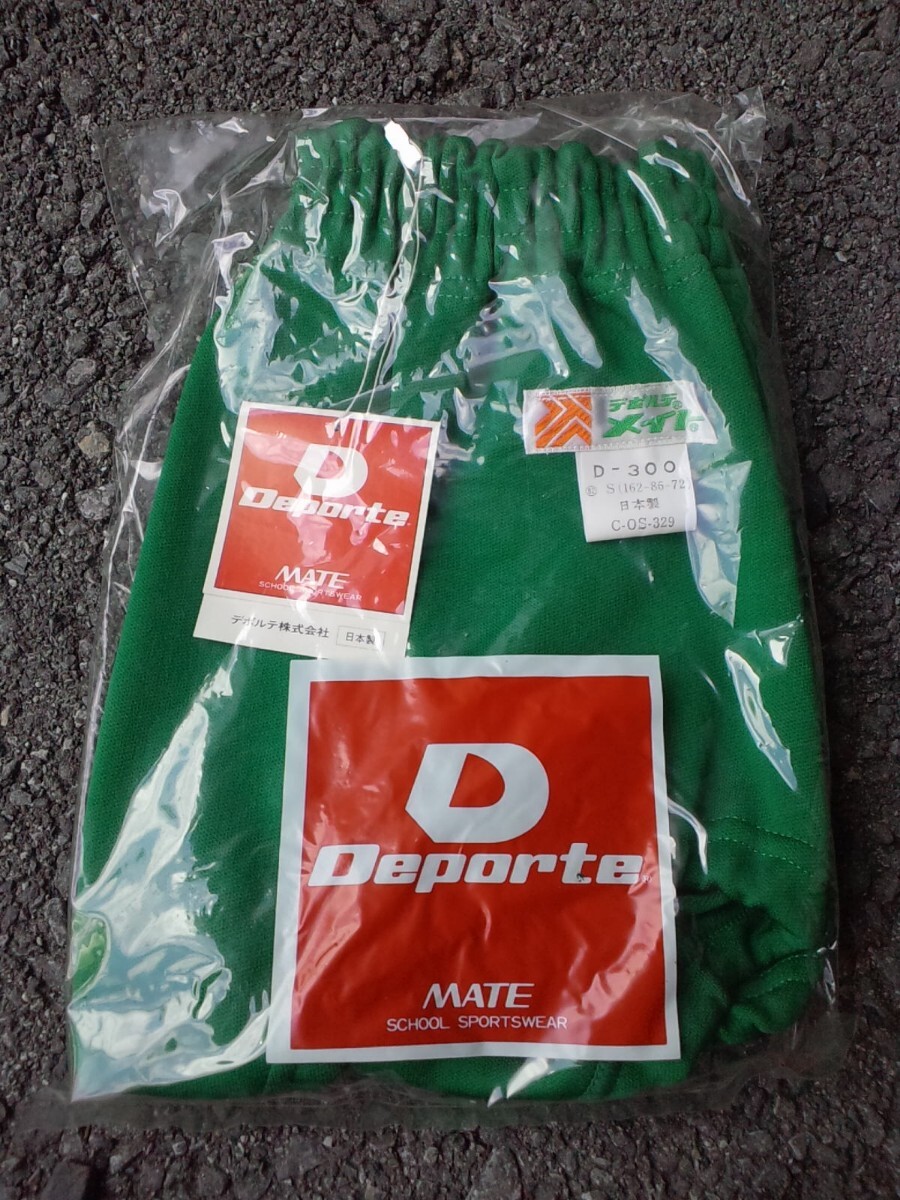 D
Deporte
MATE
SCHOOL SPORTSWEAR
デポルテ株式会社 日本製
デポルテ®
メイト®
D-300
S(162-86-72)
日本製
C-OS-329
D
Deporte
MATE
SCHOOL SPORTSWEAR